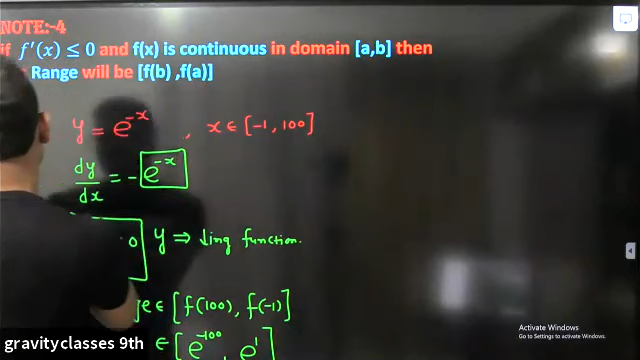 NOTE:-4
if f'(x) ≤ 0 and f(x) is continuous in domain [a,b] then
Range will be [f(b) ,f(a)]
y = e^-x , x ∈ [-1, 100]
dy/dx = - e^-x
0 y ⇒ ↓ing function.
∈ [f(100), f(-1)]
∈ [e^-100, e^1]
gravityclasses 9th
Activate Windows
Go to Settings to activate Windows.